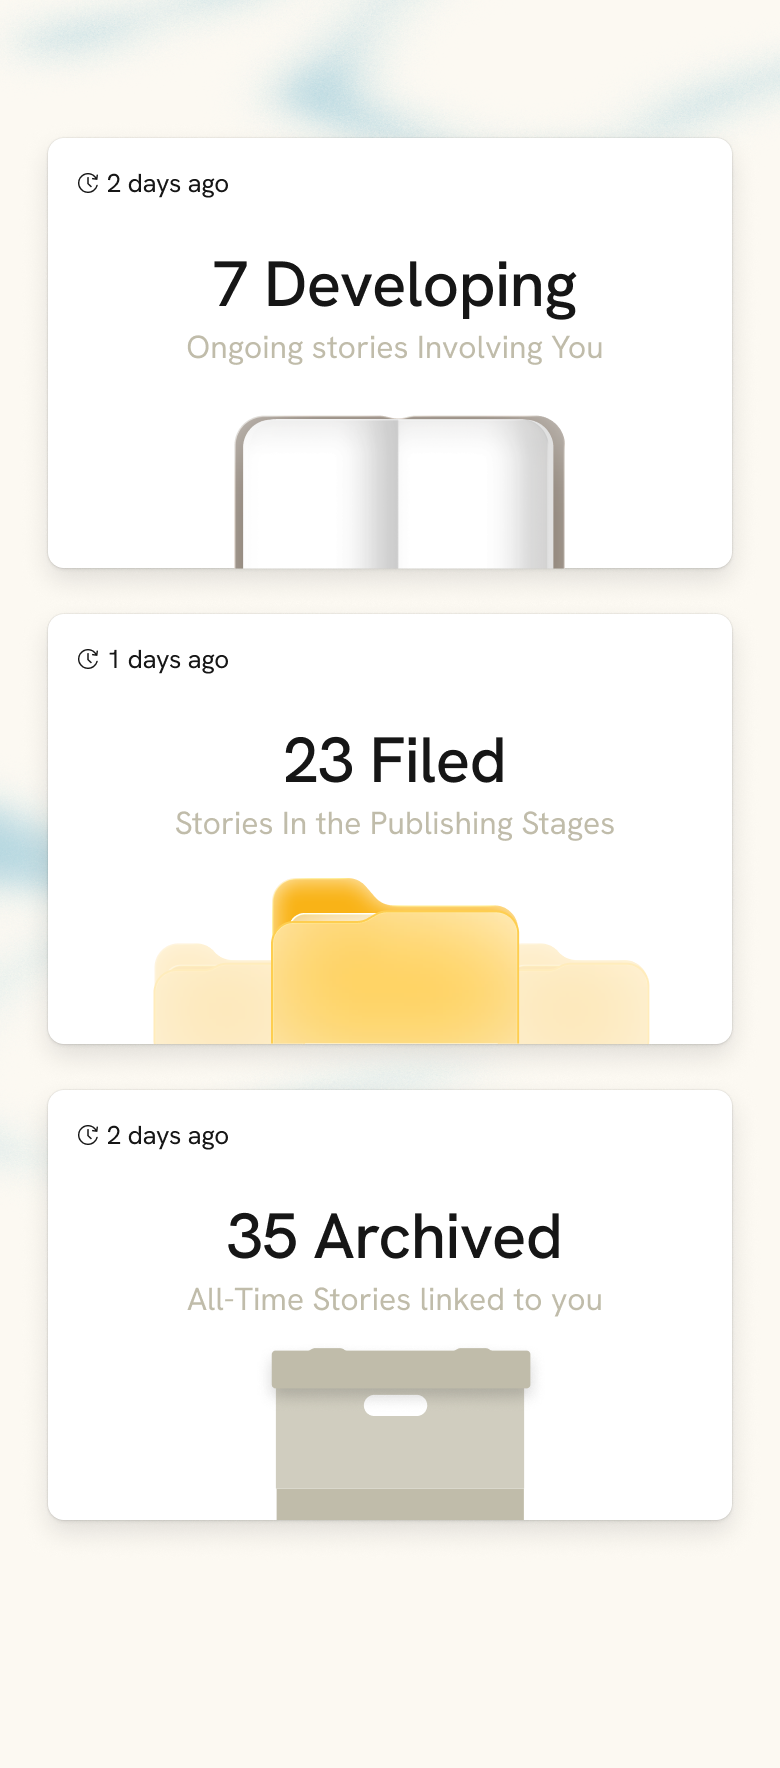 2 days ago
7 Developing
Ongoing stories Involving You
1 days ago
23 Filed
Stories In the Publishing Stages
2 days ago
35 Archived
All-Time Stories linked to you